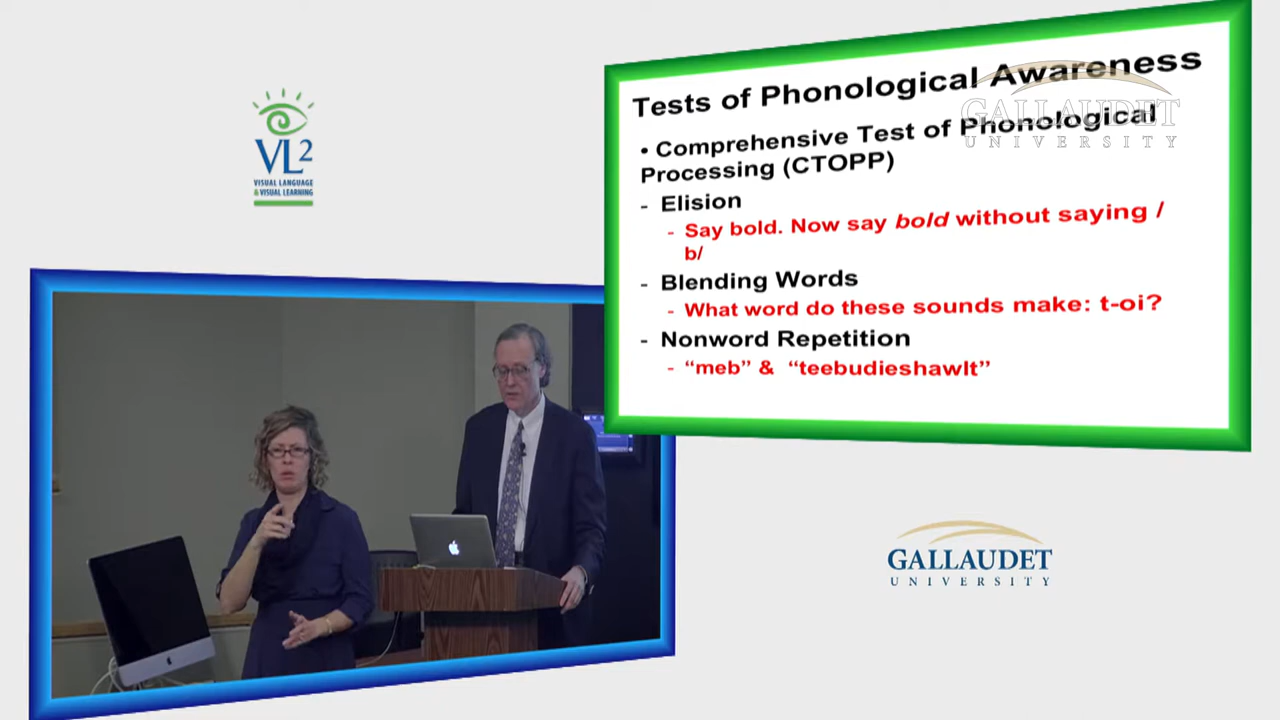 Tests of Phonological Awareness
• Comprehensive Test of Phonological
Processing (CTOPP)
- Elision
- Say bold. Now say bold without saying /
b/
- Blending Words
- What word do these sounds make: t-oi?
- Nonword Repetition
- “meb” & “teebudieshawlt”
GALLAUDET
UNIVERSITY
VL2
VISUAL LANGUAGE
& VISUAL LEARNING
GALLAUDET
UNIVERSITY